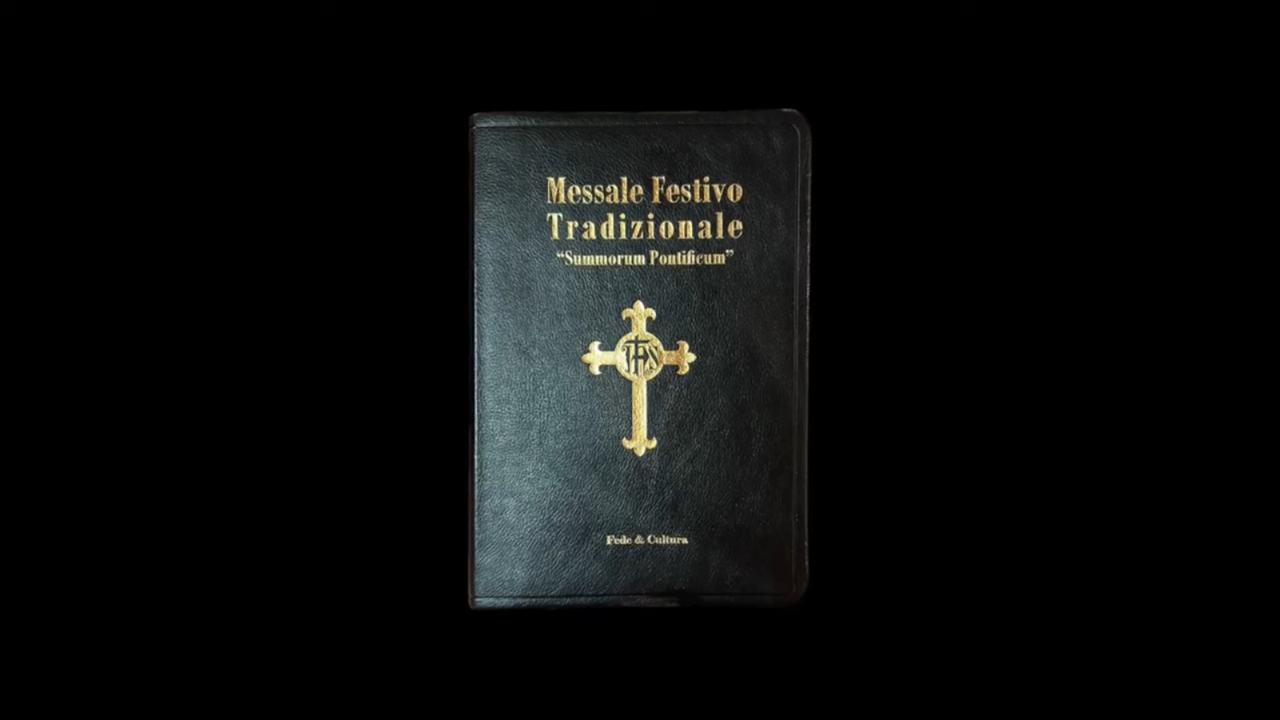 Messale Festivo
Tradizionale
“Summorum Pontificum”
IHS
Fede & Cultura